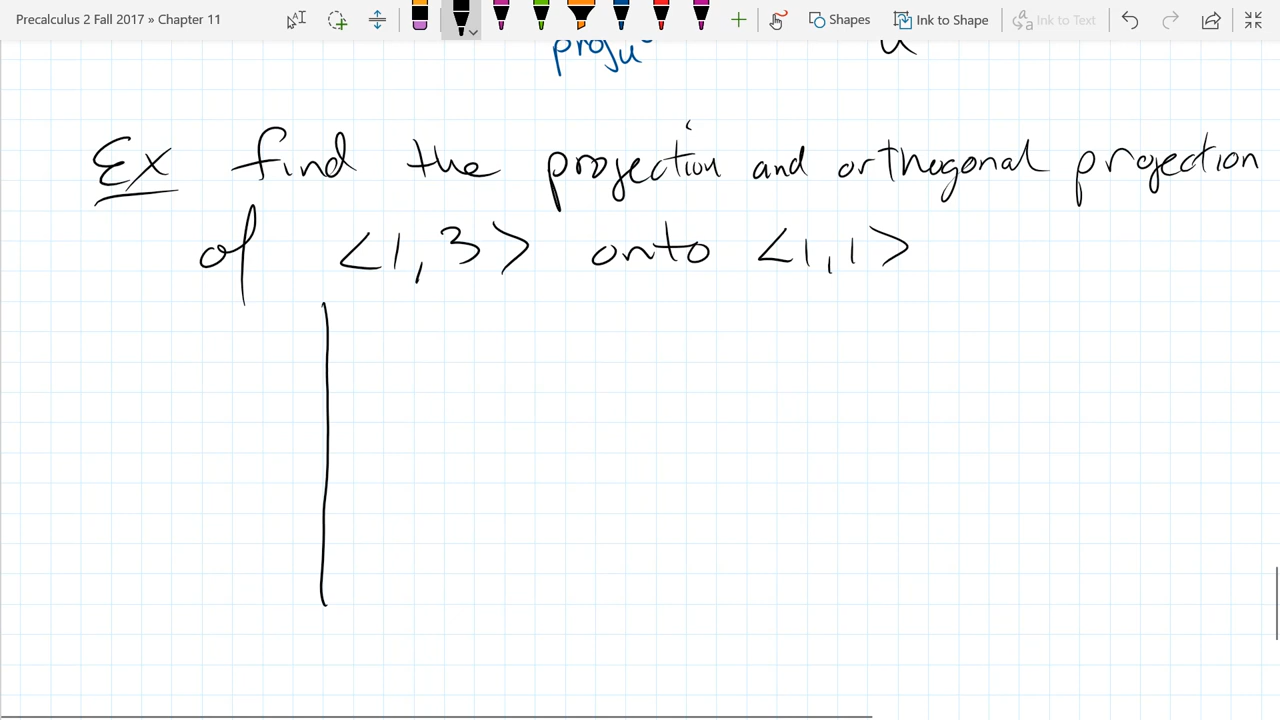 Precalculus 2 Fall 2017 » Chapter 11
Shapes
Ink to Shape
Ink to Text
proju
u
Ex find the projection and orthogonal projection
of <1,3> onto <1,1>